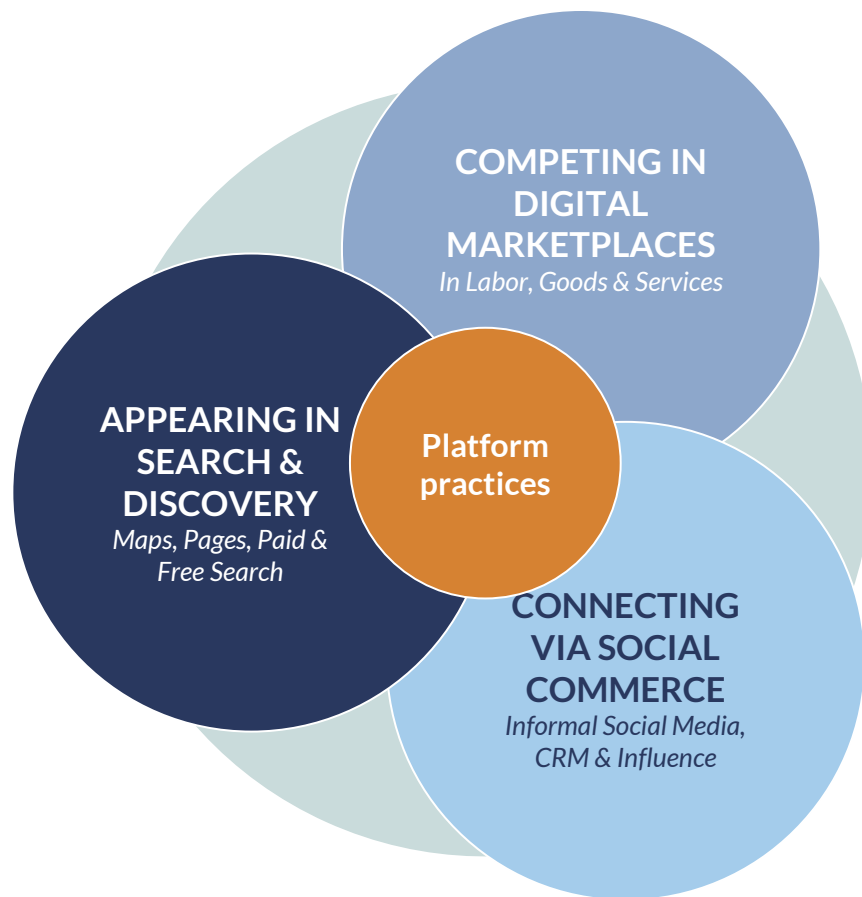 COMPETING IN
DIGITAL
MARKETPLACES
In Labor, Goods & Services
APPEARING IN
SEARCH &
DISCOVERY
Maps, Pages, Paid &
Free Search
Platform
practices
CONNECTING
VIA SOCIAL
COMMERCE
Informal Social Media,
CRM & Influence